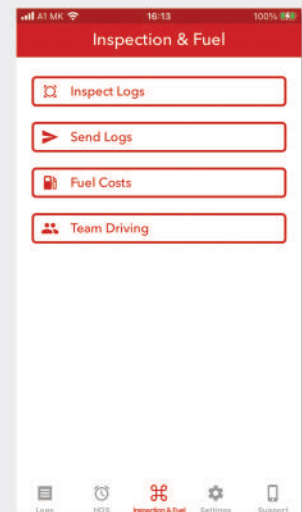 A1 MK 16:13 100%
Inspection & Fuel
Inspect Logs
Send Logs
Fuel Costs
Team Driving
Logs HOS Inspection & Fuel Settings Support